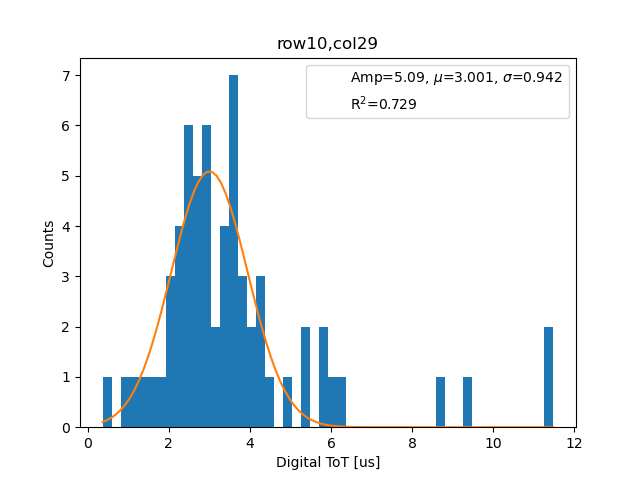 row10,col29
Amp=5.09, μ=3.001, σ=0.942
R²=0.729
Counts
7
6
5
4
3
2
1
0
0 2 4 6 8 10 12
Digital ToT [us]